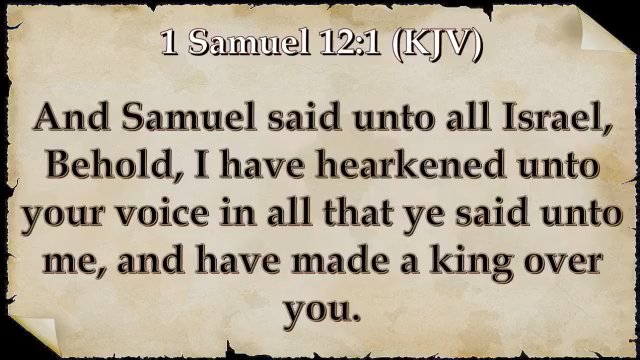 1 Samuel 12:1 (KJV)
And Samuel said unto all Israel,
Behold, I have hearkened unto
your voice in all that ye said unto
me, and have made a king over
you.